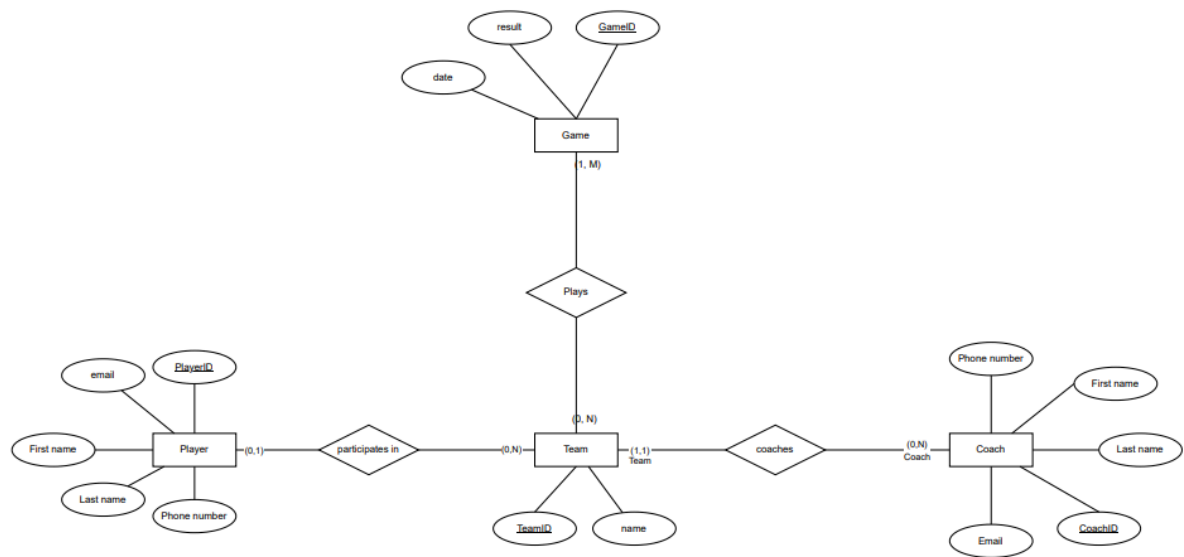 result
GameID
date
Game
(1, M)
Plays
(0, N)
PlayerID
email
First name
Player
(0,1)
participates in
(0,N)
Team
(1,1)
Team
coaches
(0,N)
Coach
Coach
Phone number
First name
Last name
Last name
Phone number
TeamID
name
Email
CoachID